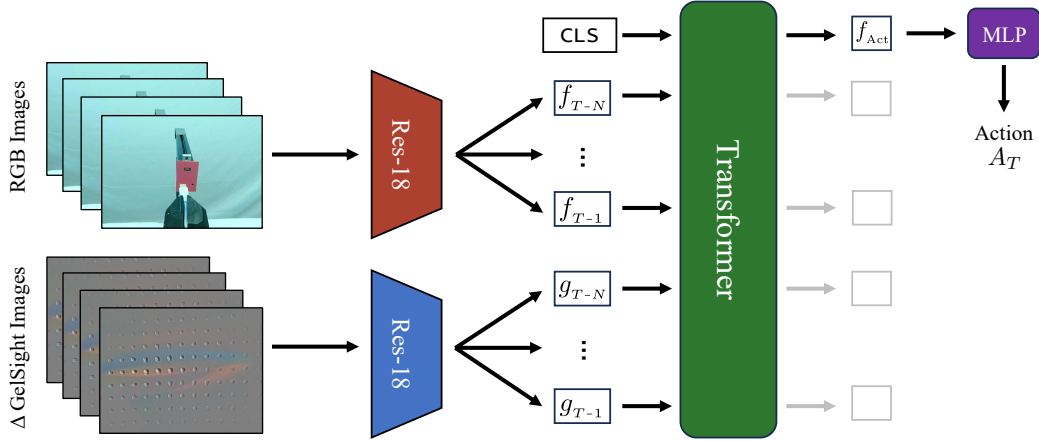 RGB Images
Res-18
CLS
f_{T-N}
...
f_{T-1}
Δ GelSight Images
Res-18
g_{T-N}
...
g_{T-1}
Transformer
f_{Act}
MLP
Action
A_T